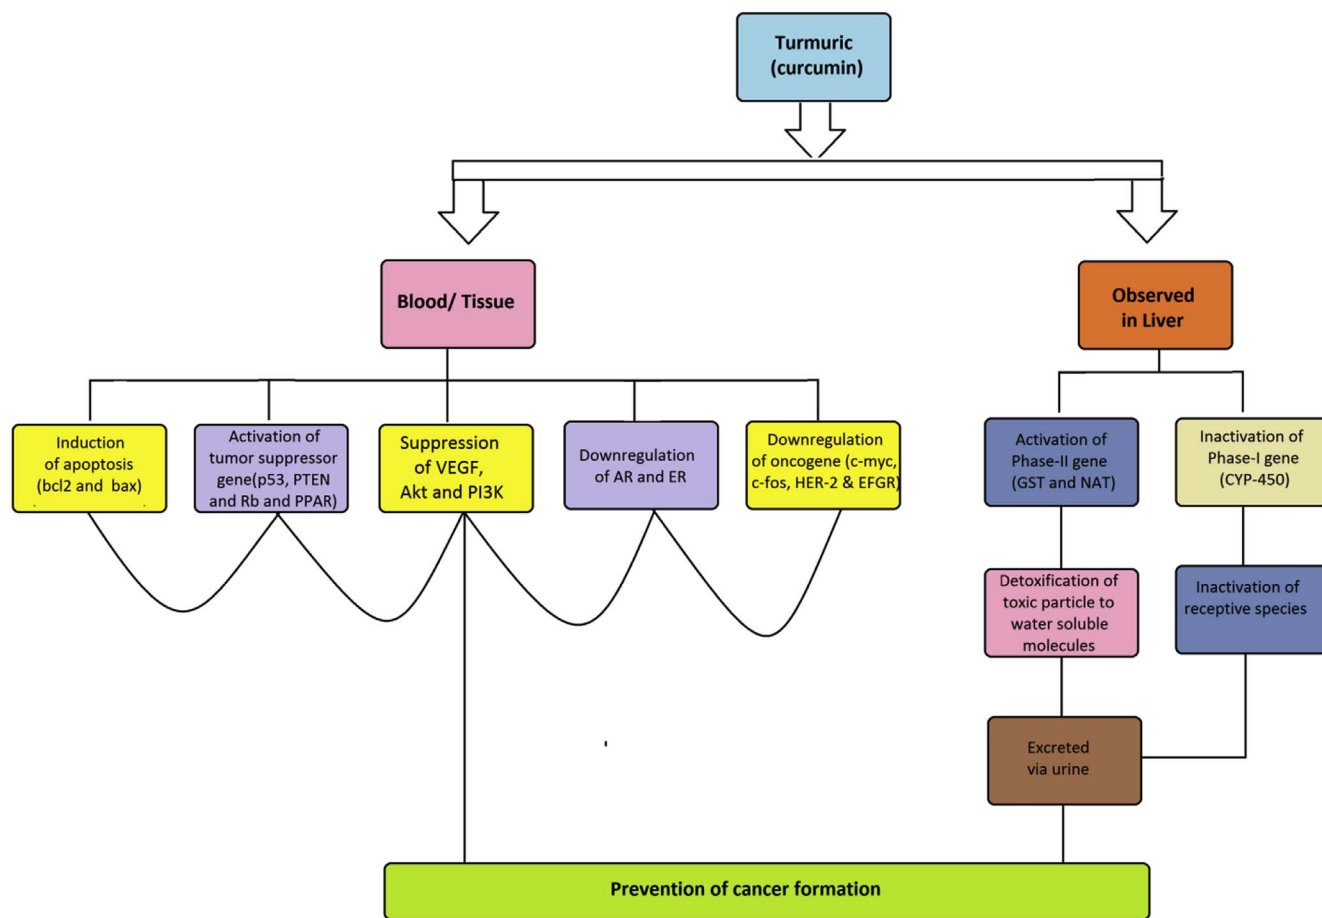 Turmuric
(curcumin)
Blood/ Tissue
Observed
in Liver
Induction
of apoptosis
(bcl2 and bax)
Activation of
tumor suppressor
gene(p53, PTEN
and Rb and PPAR)
Suppression
of VEGF,
Akt and PI3K
Downregulation
of AR and ER
Downregulation
of oncogene (c-myc,
c-fos, HER-2 & EFGR)
Activation of
Phase-II gene
(GST and NAT)
Inactivation of
Phase-I gene
(CYP-450)
Detoxification of
toxic particle to
water soluble
molecules
Inactivation of
receptive species
Excreted
via urine
Prevention of cancer formation